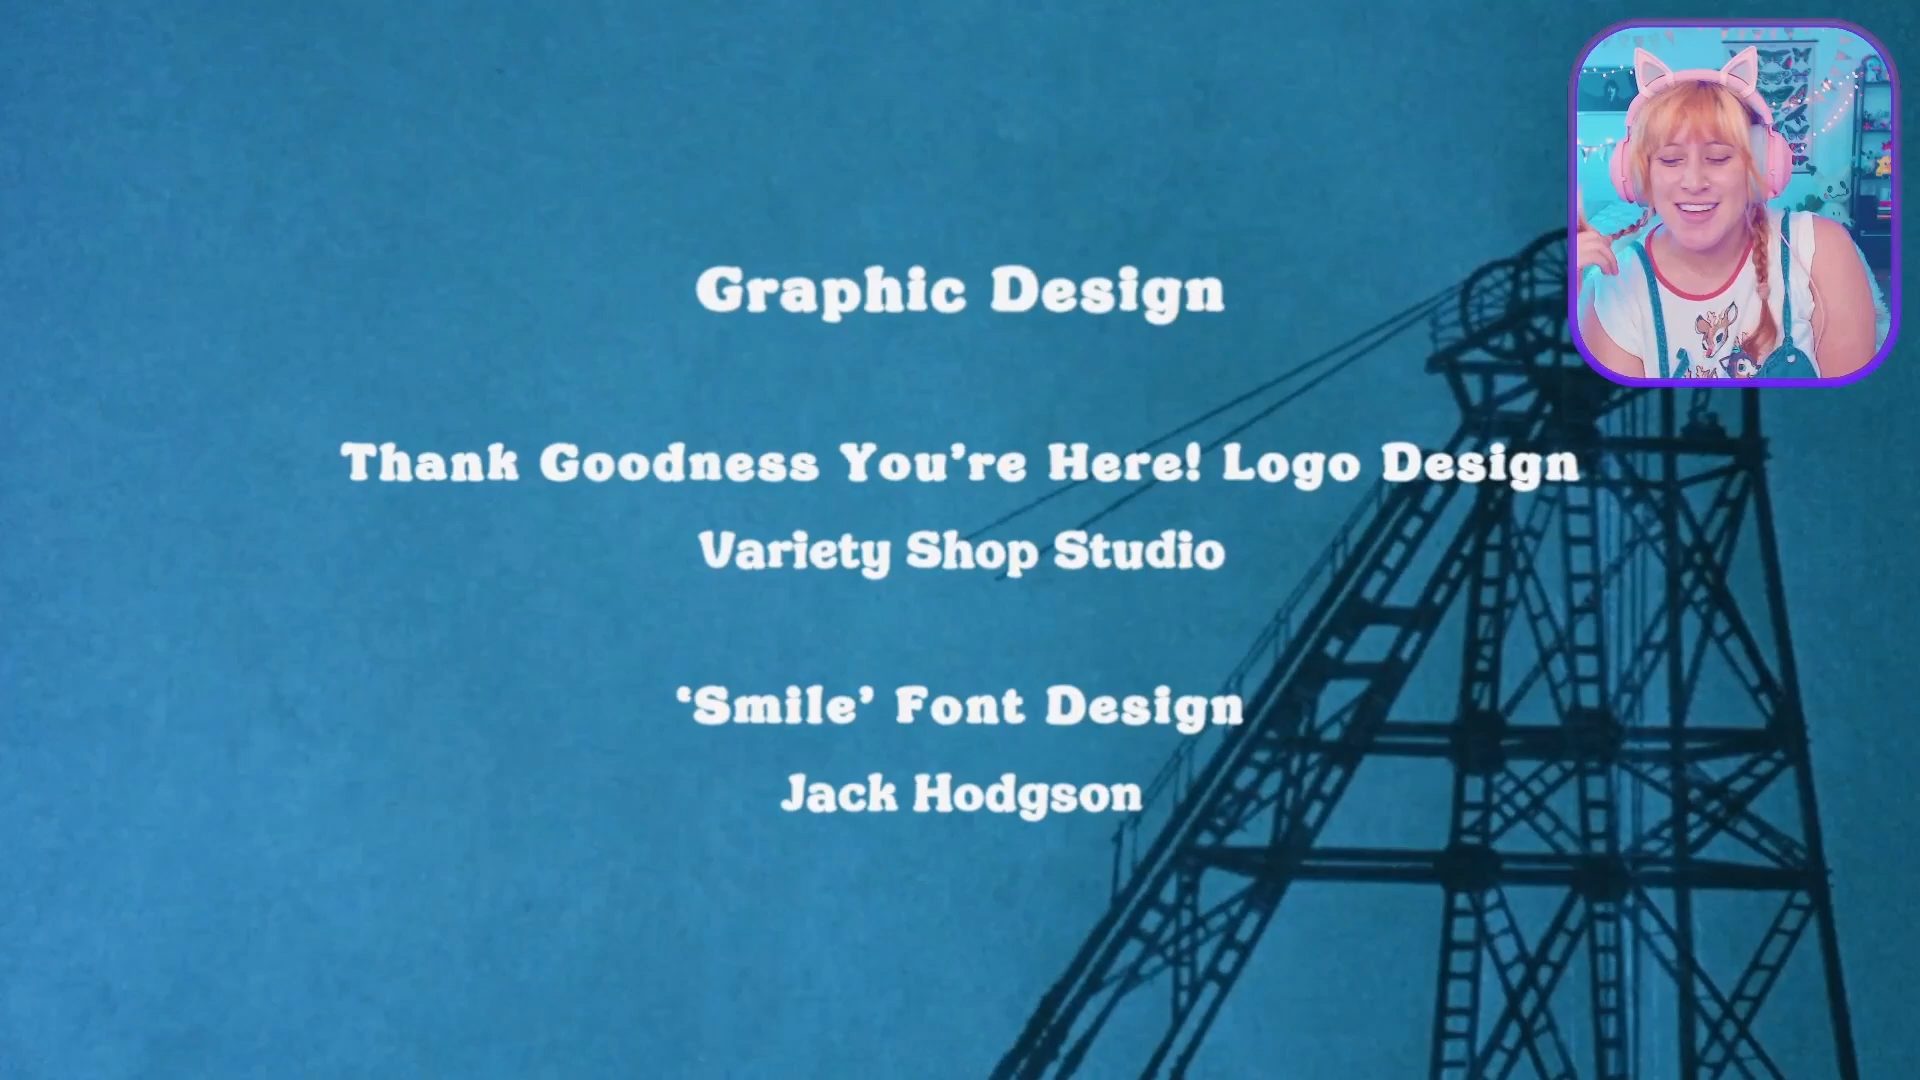 Graphic Design
Thank Goodness You’re Here! Logo Design
Variety Shop Studio
‘Smile’ Font Design
Jack Hodgson